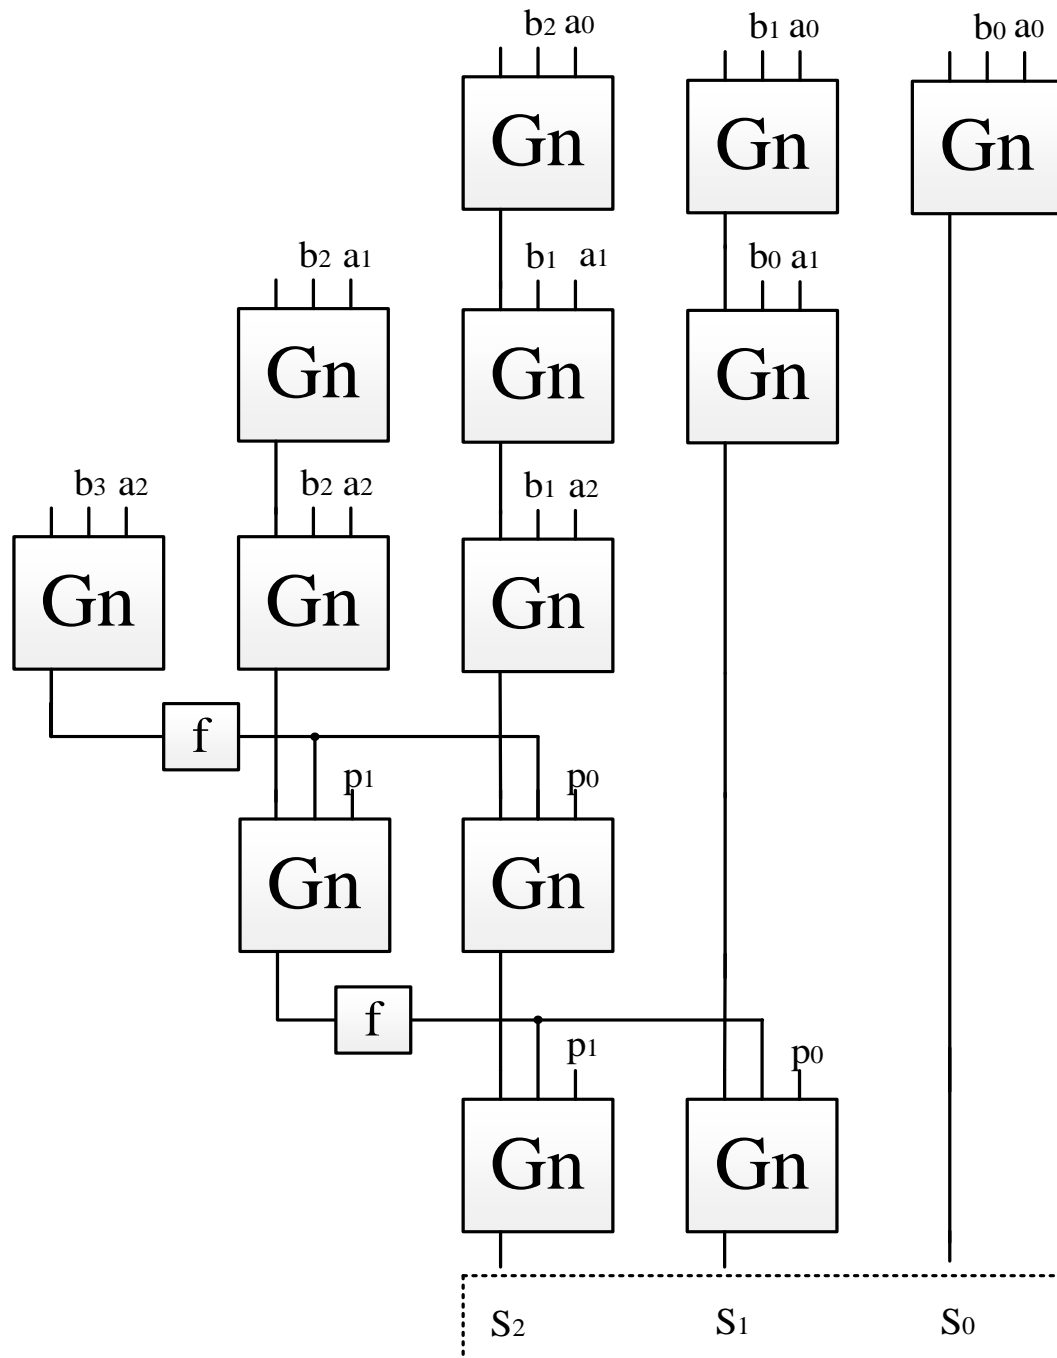 b2 a0 b1 a0 b0 a0
Gn Gn Gn
b2 a1 b1 a1 b0 a1
Gn Gn Gn
b3 a2 b2 a2 b1 a2
Gn Gn Gn
f
p1 p0
Gn Gn
f
p1 p0
Gn Gn
S2 S1 S0